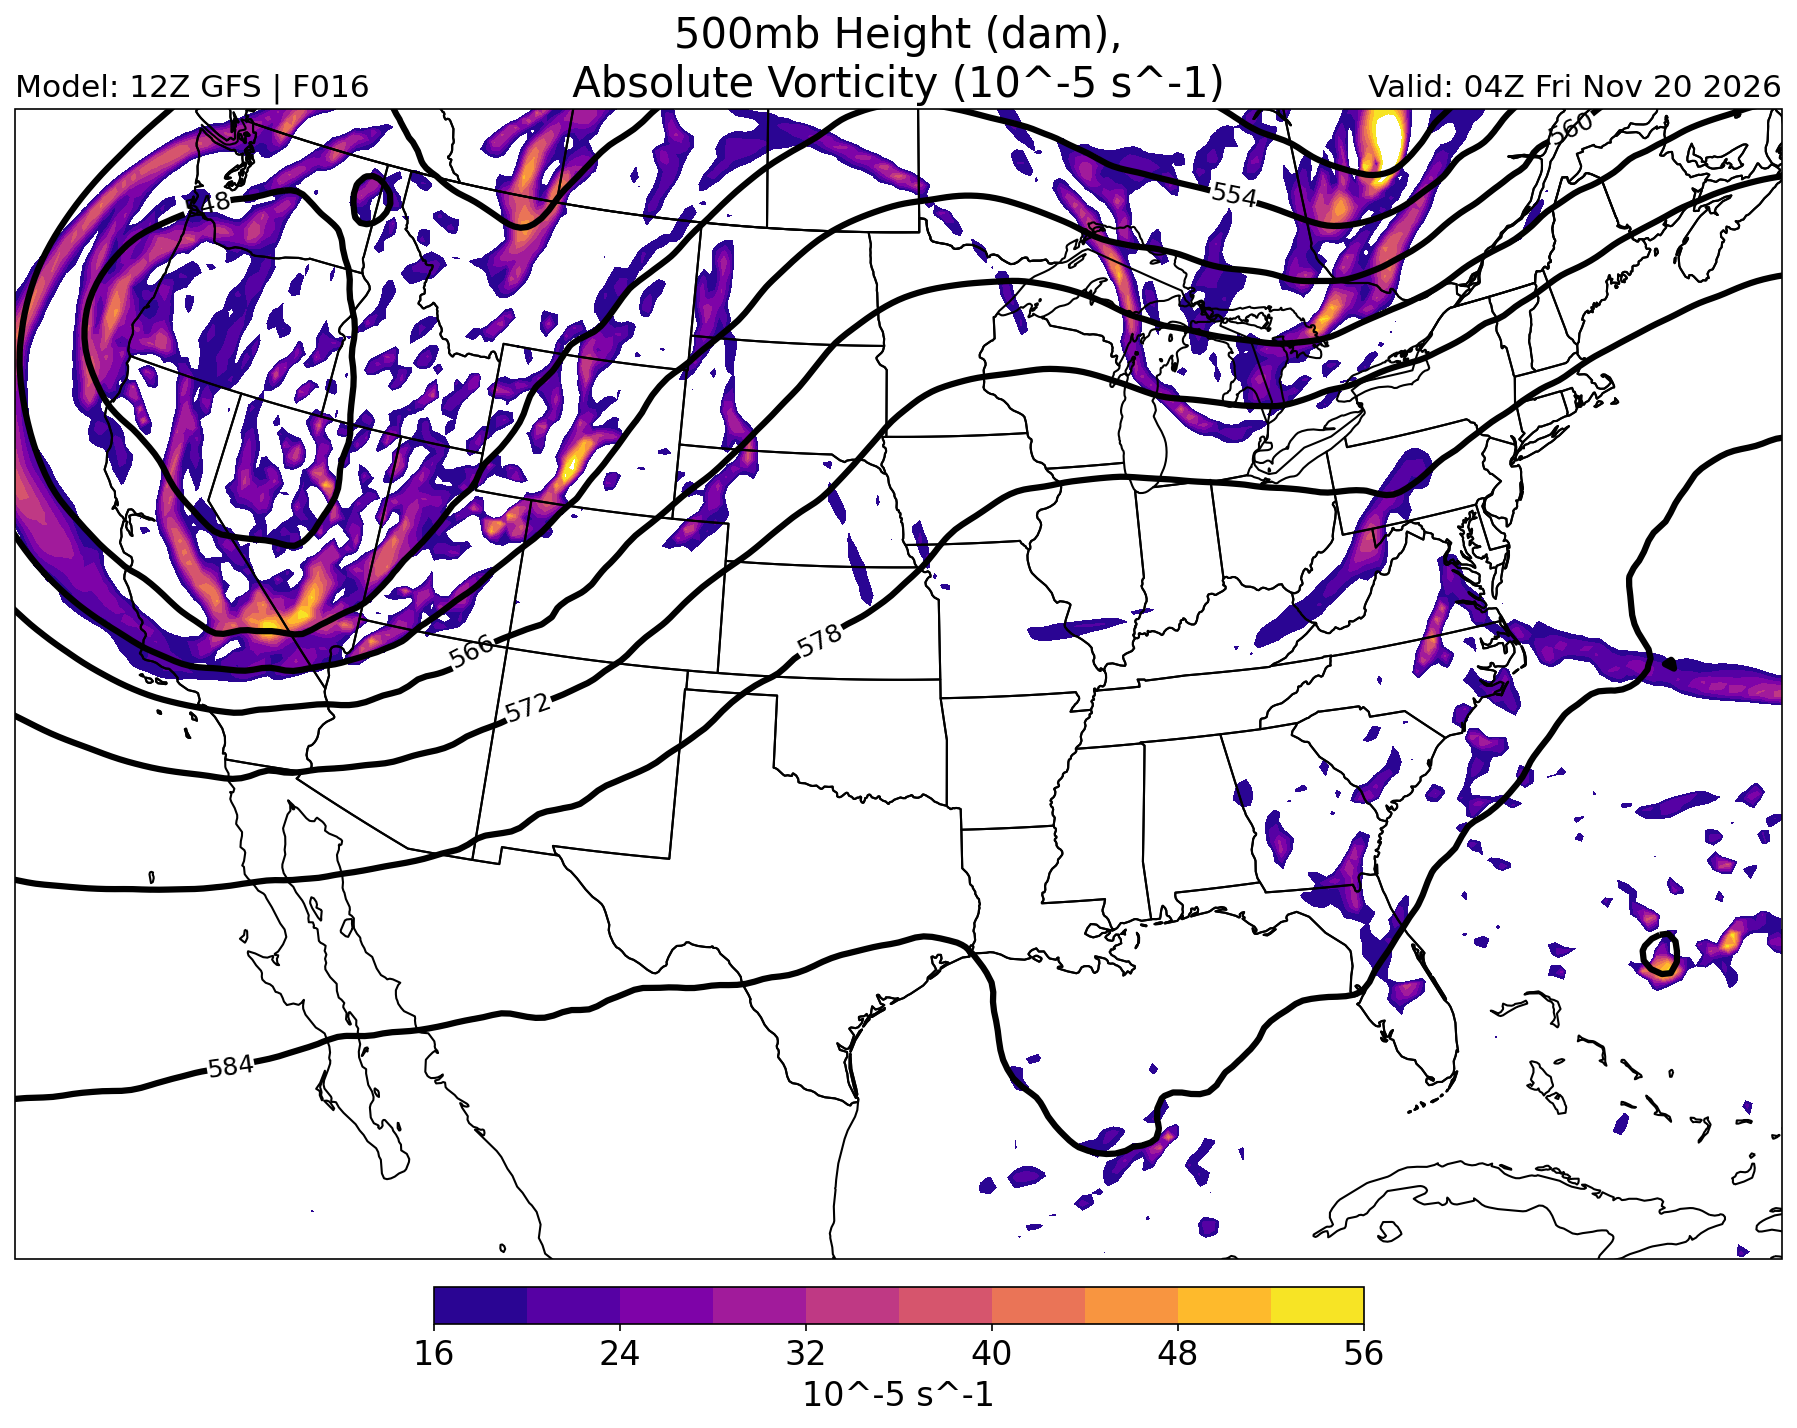 500mb Height (dam),
Absolute Vorticity (10^-5 s^-1)
Model: 12Z GFS | F016
Valid: 04Z Fri Nov 20 2026
560
554
548
566
578
572
584
16 24 32 40 48 56
10^-5 s^-1